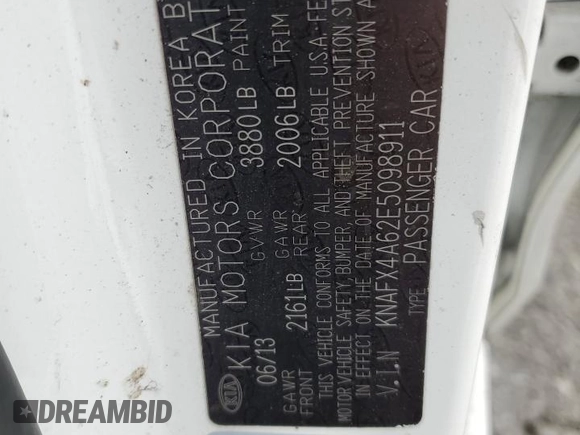 MANUFACTURED IN KOREA B
KIA MOTORS CORPORAT
06/13 GVWR 3880LB PAINT
GAWR FRONT 2161LB GAWR REAR 2006LB TRIM
THIS VEHICLE CONFORMS TO ALL APPLICABLE U.S.A. FE
MOTOR VEHICLE SAFETY, BUMPER AND THEFT PREVENTION ST
IN EFFECT ON THE DATE OF MANUFACTURE SHOWN A
V.I.N KNAFX4A62E5098911
TYPE PASSENGER CAR
KIA
DREAMBID